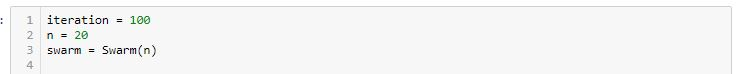 1 iteration = 100
2 n = 20
3 swarm = Swarm(n)
4